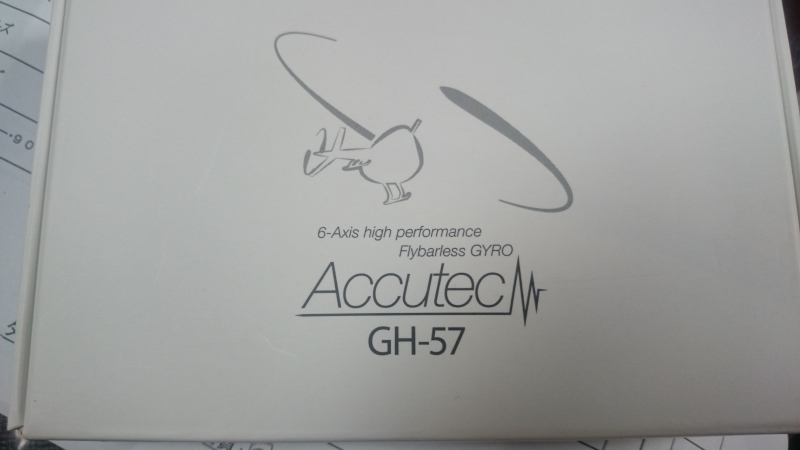 6-Axis high performance
Flybarless GYRO
Accutec
GH-57